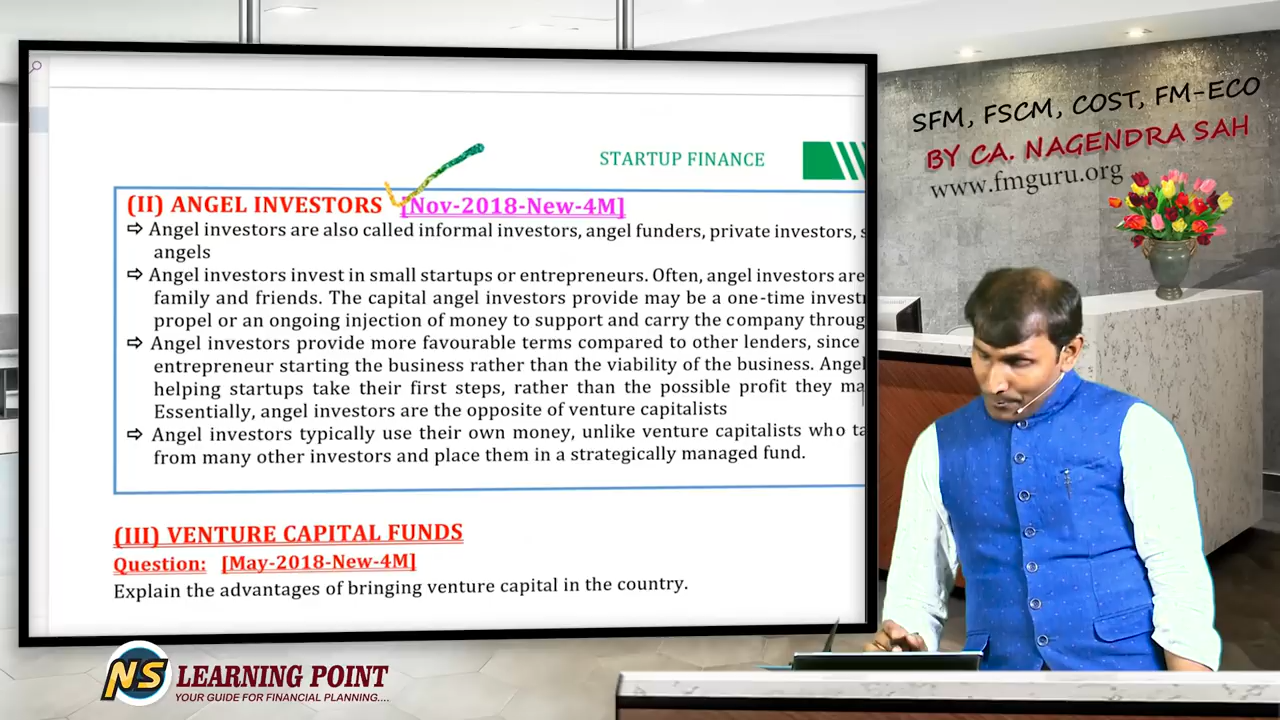 STARTUP FINANCE
(II) ANGEL INVESTORS [Nov-2018-New-4M]
⇨ Angel investors are also called informal investors, angel funders, private investors, s
angels
⇨ Angel investors invest in small startups or entrepreneurs. Often, angel investors are
family and friends. The capital angel investors provide may be a one-time invest
propel or an ongoing injection of money to support and carry the company throug
⇨ Angel investors provide more favourable terms compared to other lenders, since
entrepreneur starting the business rather than the viability of the business. Angel
helping startups take their first steps, rather than the possible profit they ma
Essentially, angel investors are the opposite of venture capitalists
⇨ Angel investors typically use their own money, unlike venture capitalists who ta
from many other investors and place them in a strategically managed fund.
(III) VENTURE CAPITAL FUNDS
Question: [May-2018-New-4M]
Explain the advantages of bringing venture capital in the country.
SFM, FSCM, COST, FM-ECO
BY CA. NAGENDRA SAH
www.fmguru.org
NS LEARNING POINT
YOUR GUIDE FOR FINANCIAL PLANNING....